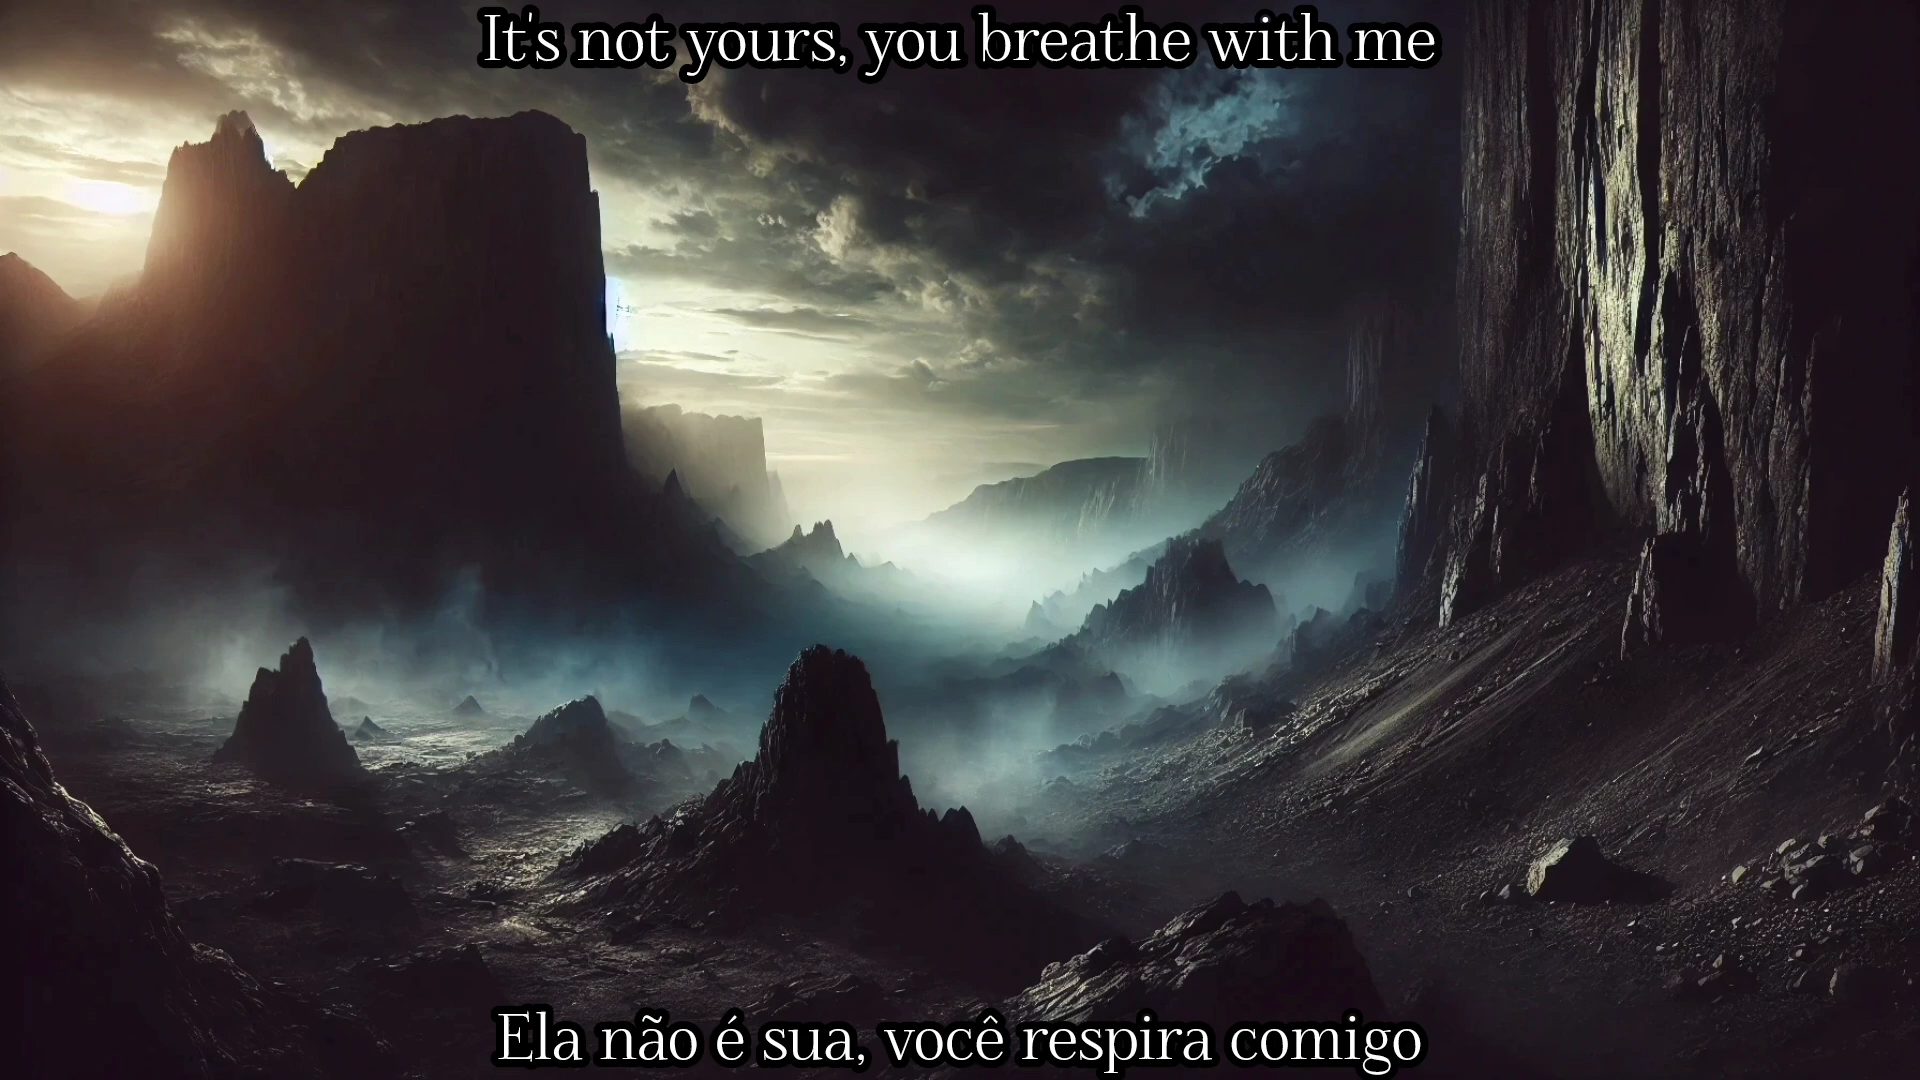 It's not yours, you breathe with me
Ela não é sua, você respira comigo